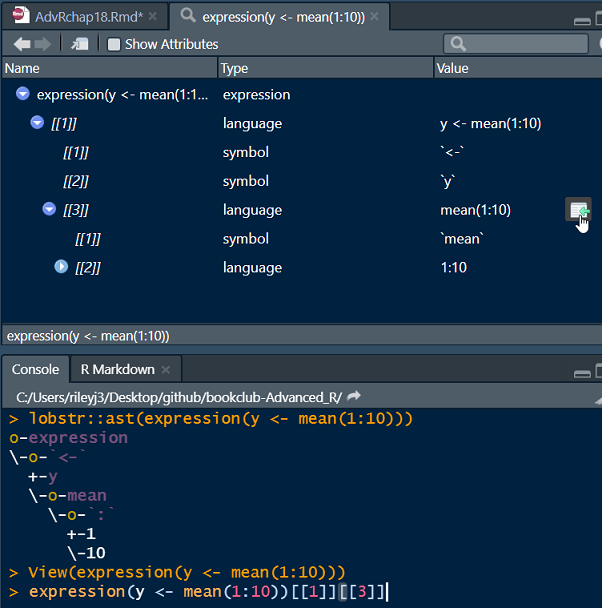 AdvRchap18.Rmd* × expression(y <- mean(1:10)) ×
Show Attributes
Name Type Value
expression(y <- mean(1:1... expression
[[1]] language y <- mean(1:10)
[[1]] symbol `<-`
[[2]] symbol `y`
[[3]] language mean(1:10)
[[1]] symbol `mean`
[[2]] language 1:10
expression(y <- mean(1:10))
Console R Markdown ×
C:/Users/rileyj3/Desktop/github/bookclub-Advanced_R/
> lobstr::ast(expression(y <- mean(1:10)))
o-expression
\-o-`<-`
+-y
\-o-mean
\-o-`:`
+-1
\-10
> View(expression(y <- mean(1:10)))
> expression(y <- mean(1:10))[[1]][[3]]